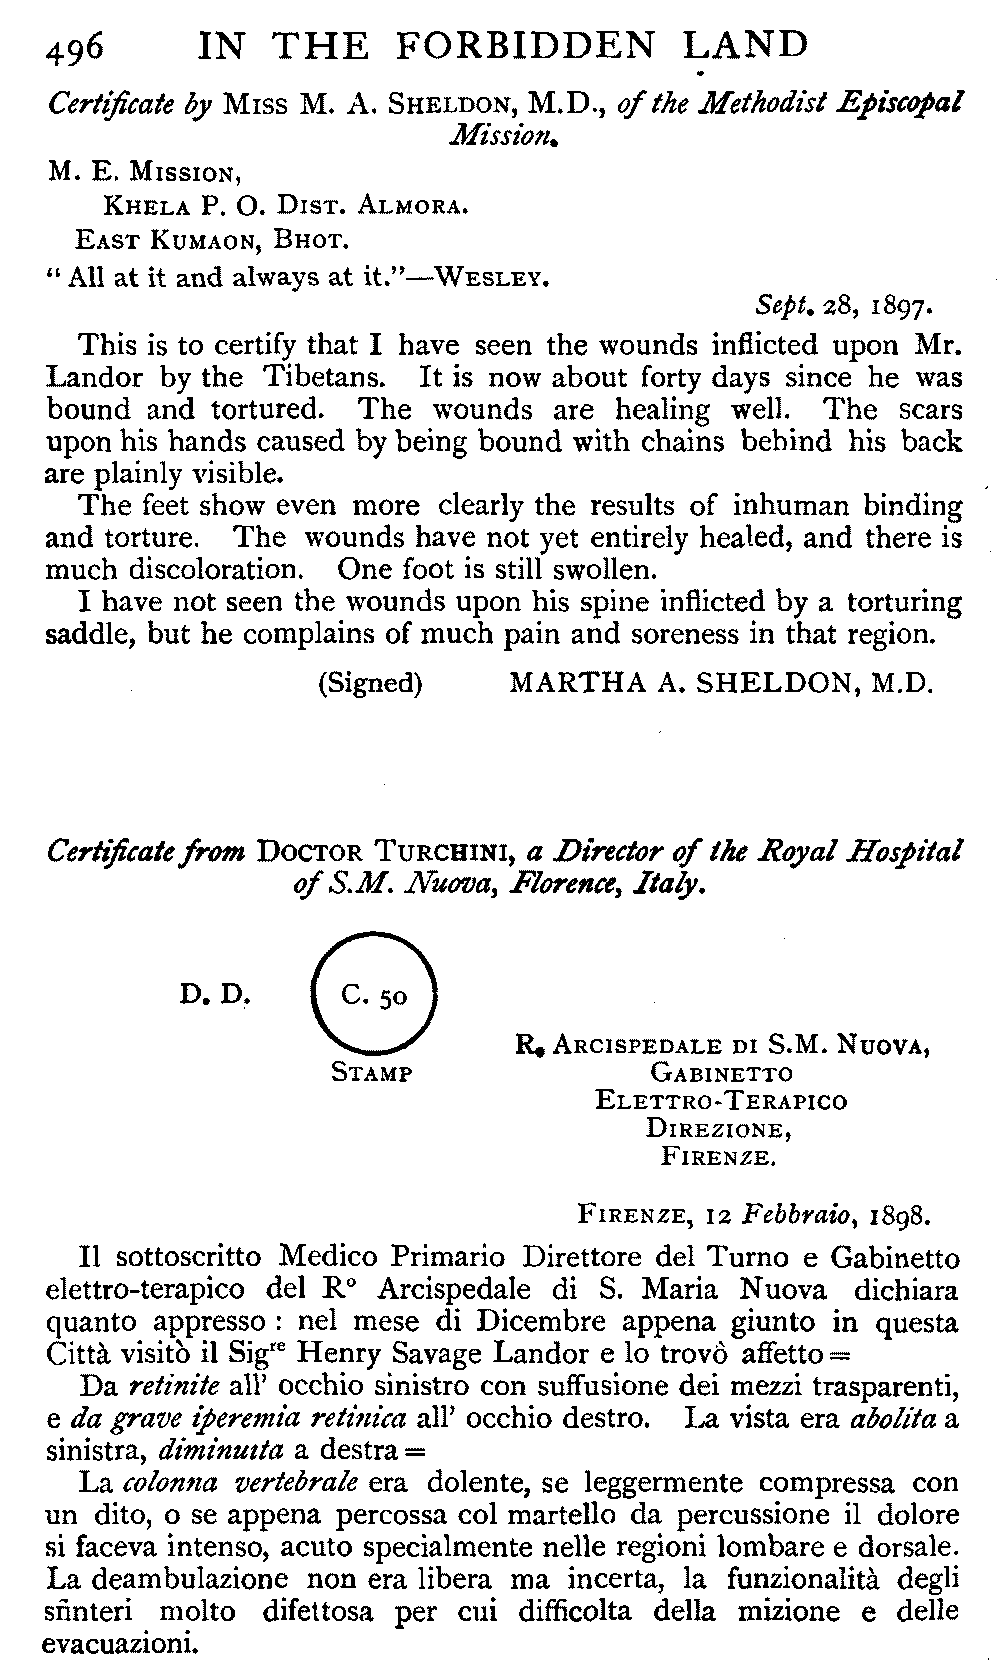 496 IN THE FORBIDDEN LAND
Certificate by MISS M. A. SHELDON, M.D., of the Methodist Episcopal
Mission.
M. E. MISSION,
KHELA P. O. DIST. ALMORA.
EAST KUMAON, BHOT.
“All at it and always at it.”—WESLEY.
Sept. 28, 1897.
This is to certify that I have seen the wounds inflicted upon Mr.
Landor by the Tibetans. It is now about forty days since he was
bound and tortured. The wounds are healing well. The scars
upon his hands caused by being bound with chains behind his back
are plainly visible.
The feet show even more clearly the results of inhuman binding
and torture. The wounds have not yet entirely healed, and there is
much discoloration. One foot is still swollen.
I have not seen the wounds upon his spine inflicted by a torturing
saddle, but he complains of much pain and soreness in that region.
(Signed) MARTHA A. SHELDON, M.D.
Certificate from DOCTOR TURCHINI, a Director of the Royal Hospital
of S.M. Nuova, Florence, Italy.
D. D. C. 50
STAMP
R. ARCISPEDALE DI S.M. NUOVA,
GABINETTO
ELETTRO-TERAPICO
DIREZIONE,
FIRENZE.
FIRENZE, 12 Febbraio, 1898.
Il sottoscritto Medico Primario Direttore del Turno e Gabinetto
elettro-terapico del R° Arcispedale di S. Maria Nuova dichiara
quanto appresso : nel mese di Dicembre appena giunto in questa
Città visitò il Sigre Henry Savage Landor e lo trovò affetto=
Da retinite all’ occhio sinistro con suffusione dei mezzi trasparenti,
e da grave iperemia retinica all’ occhio destro. La vista era abolita a
sinistra, diminuita a destra=
La colonna vertebrale era dolente, se leggermente compressa con
un dito, o se appena percossa col martello da percussione il dolore
si faceva intenso, acuto specialmente nelle regioni lombare e dorsale.
La deambulazione non era libera ma incerta, la funzionalità degli
sfinteri molto difettosa per cui difficolta della mizione e delle
evacuazioni.